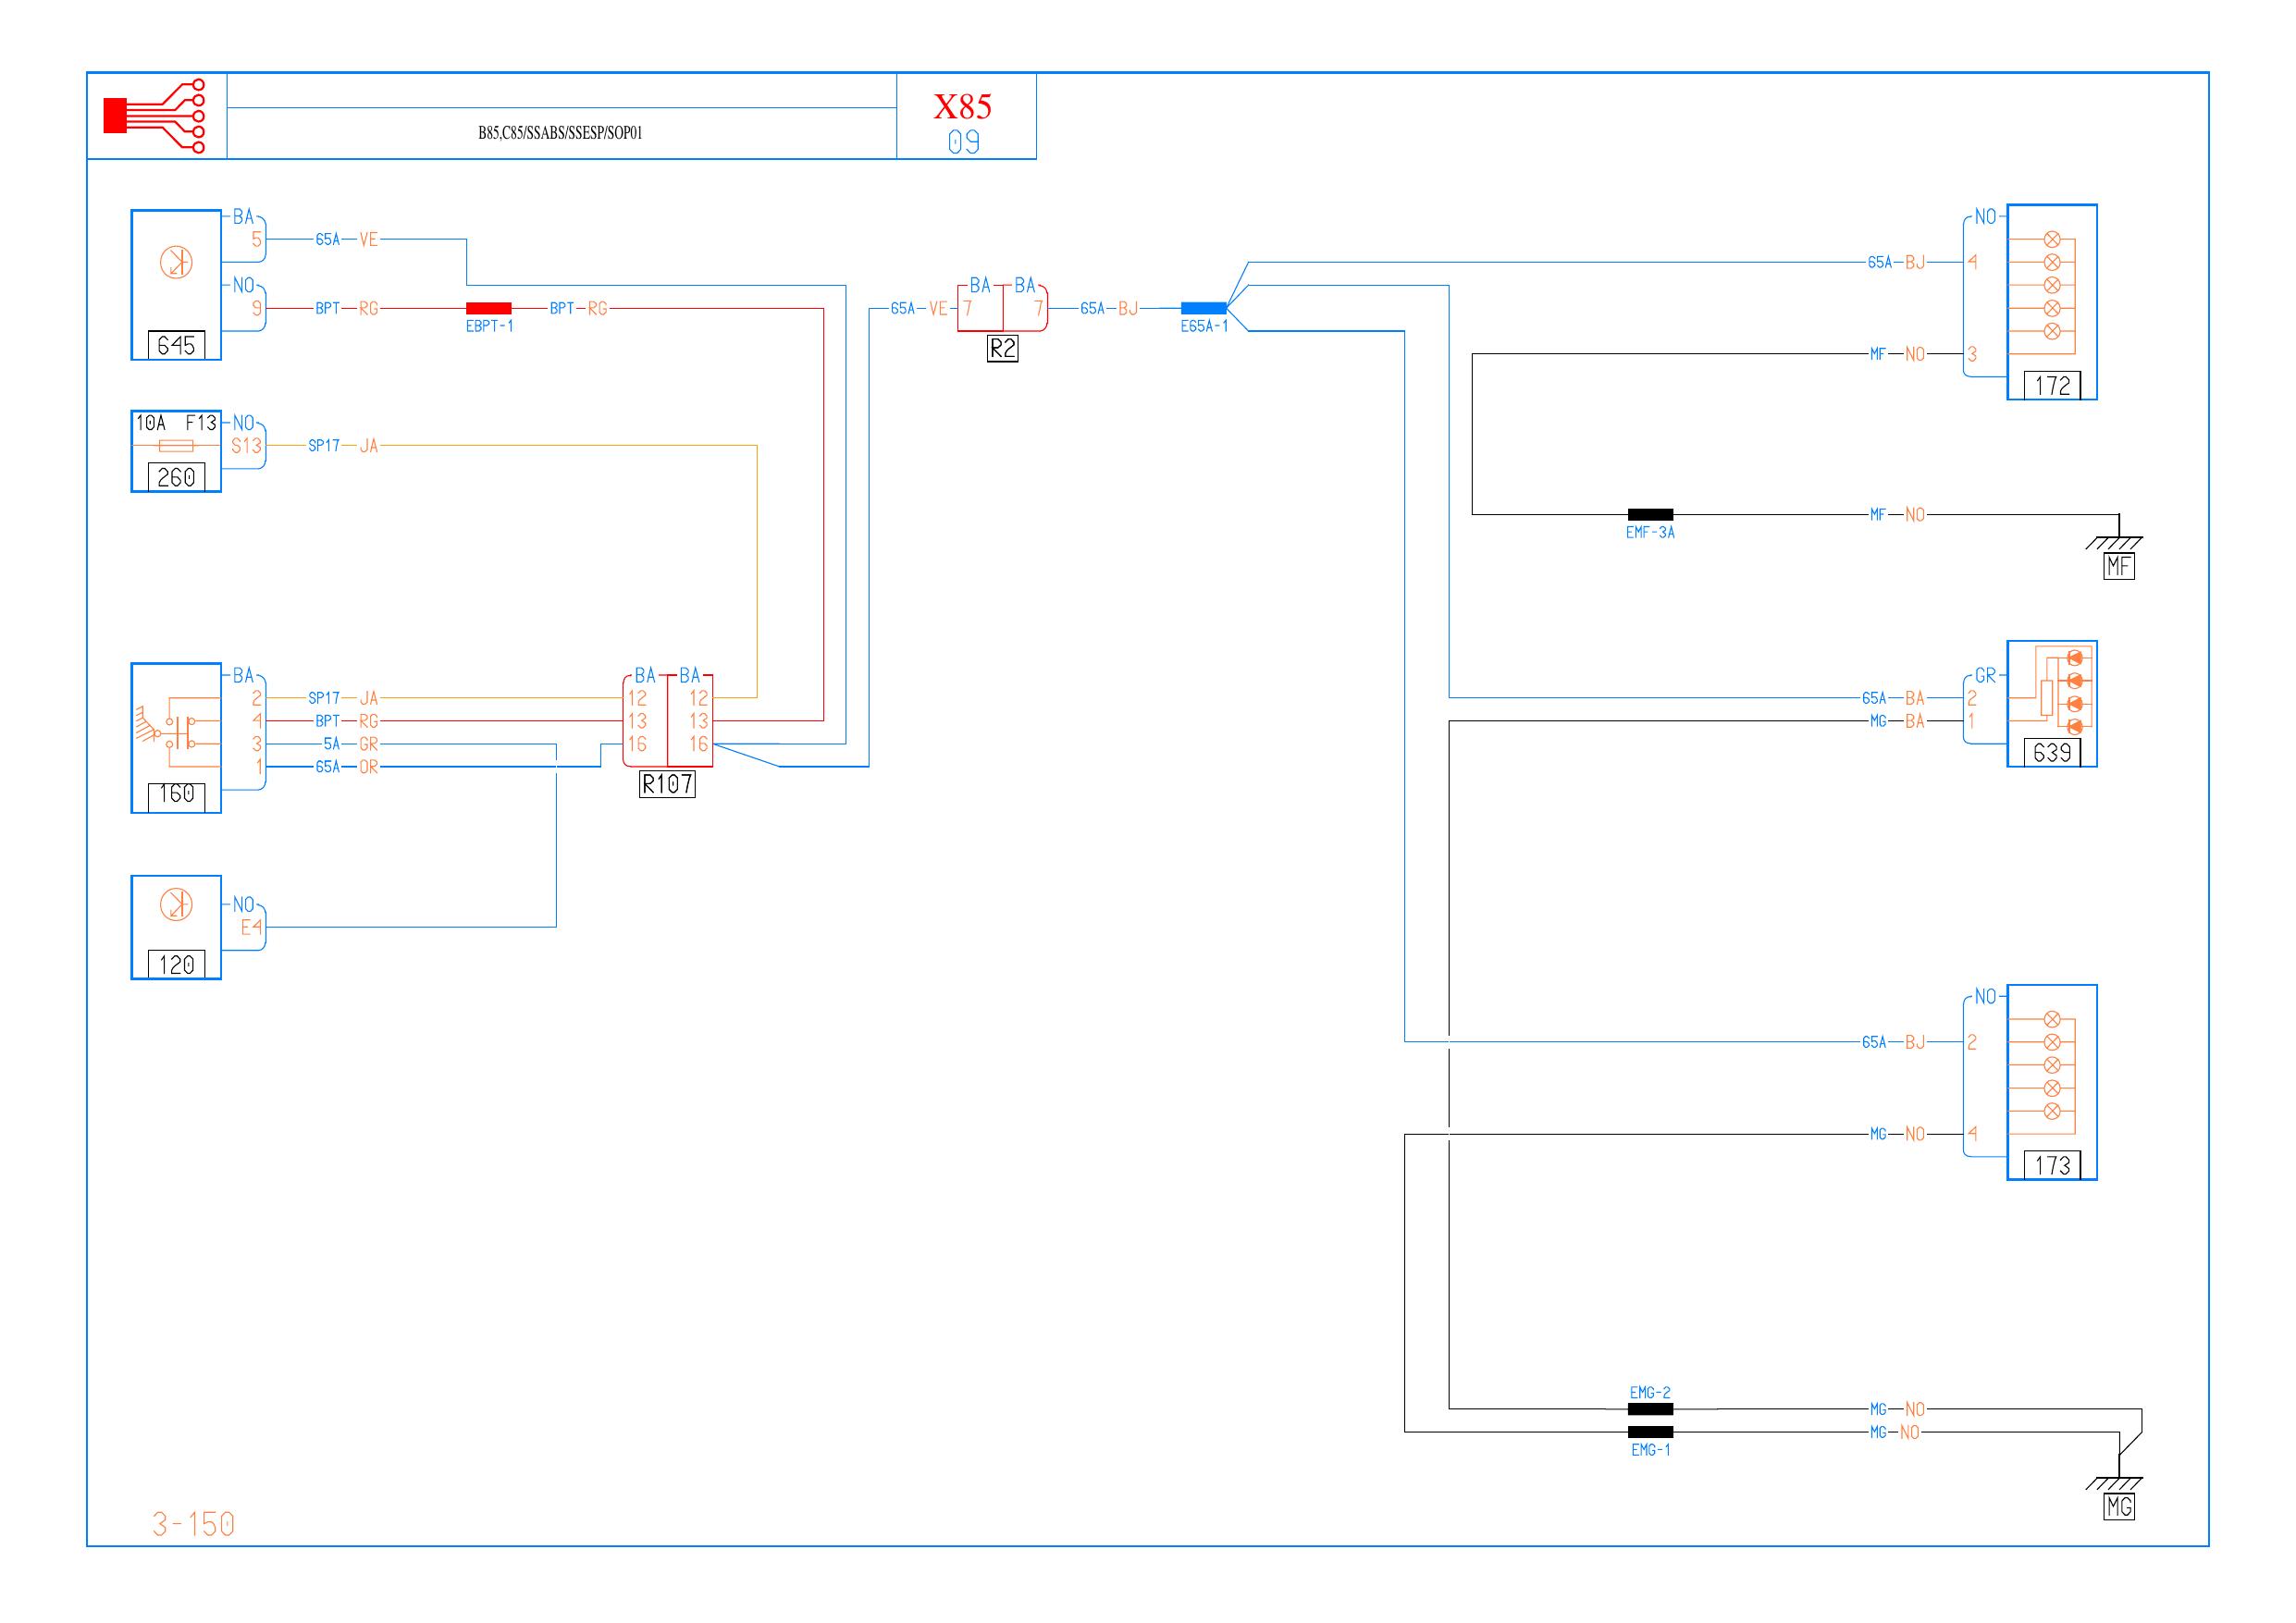 X85
B85,C85/SSABS/SSESP/SOP01
09
BA
5 65A VE
NO
9 BPT RG BPT RG
EBPT-1
645
65A VE 7 BA BA 7 65A BJ
E65A-1
R2
NO
65A BJ 4
MF NO 3
172
10A F13 NO
S13 SP17 JA
260
MF NO
EMF-3A
MF
BA BA BA
2 SP17 JA 12 12
4 BPT RG 13 13
3 5A GR 16 16
1 65A OR
160
R107
GR
65A BA 2
MG BA 1
639
NO
E4
120
NO
65A BJ 2
MG NO 4
173
EMG-2
MG NO
MG NO
EMG-1
MG
3-150